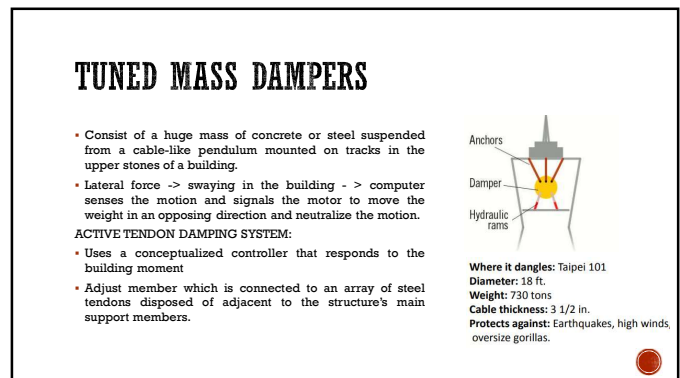 TUNED MASS DAMPERS
▪ Consist of a huge mass of concrete or steel suspended
from a cable-like pendulum mounted on tracks in the
upper stones of a building.
▪ Lateral force -> swaying in the building - > computer
senses the motion and signals the motor to move the
weight in an opposing direction and neutralize the motion.
ACTIVE TENDON DAMPING SYSTEM:
▪ Uses a conceptualized controller that responds to the
building moment
▪ Adjust member which is connected to an array of steel
tendons disposed of adjacent to the structure's main
support members.
Anchors
Damper
Hydraulic
rams
Where it dangles: Taipei 101
Diameter: 18 ft.
Weight: 730 tons
Cable thickness: 3 1/2 in.
Protects against: Earthquakes, high winds,
oversize gorillas.